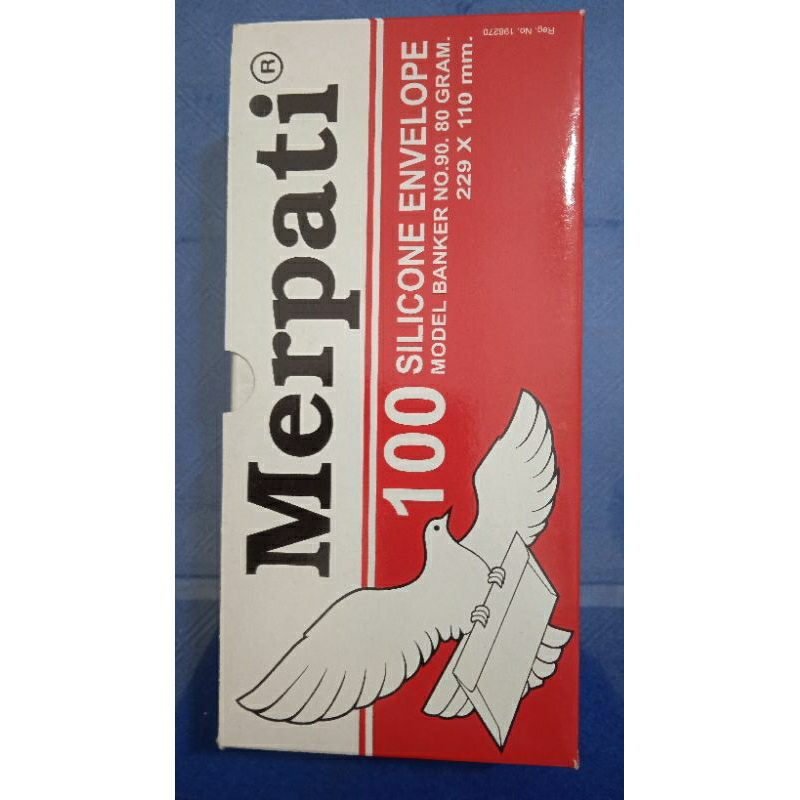 Merpati ®
100 SILICONE ENVELOPE
MODEL BANKER NO.90. 80 GRAM.
229 X 110 mm.
Reg. No. 196270